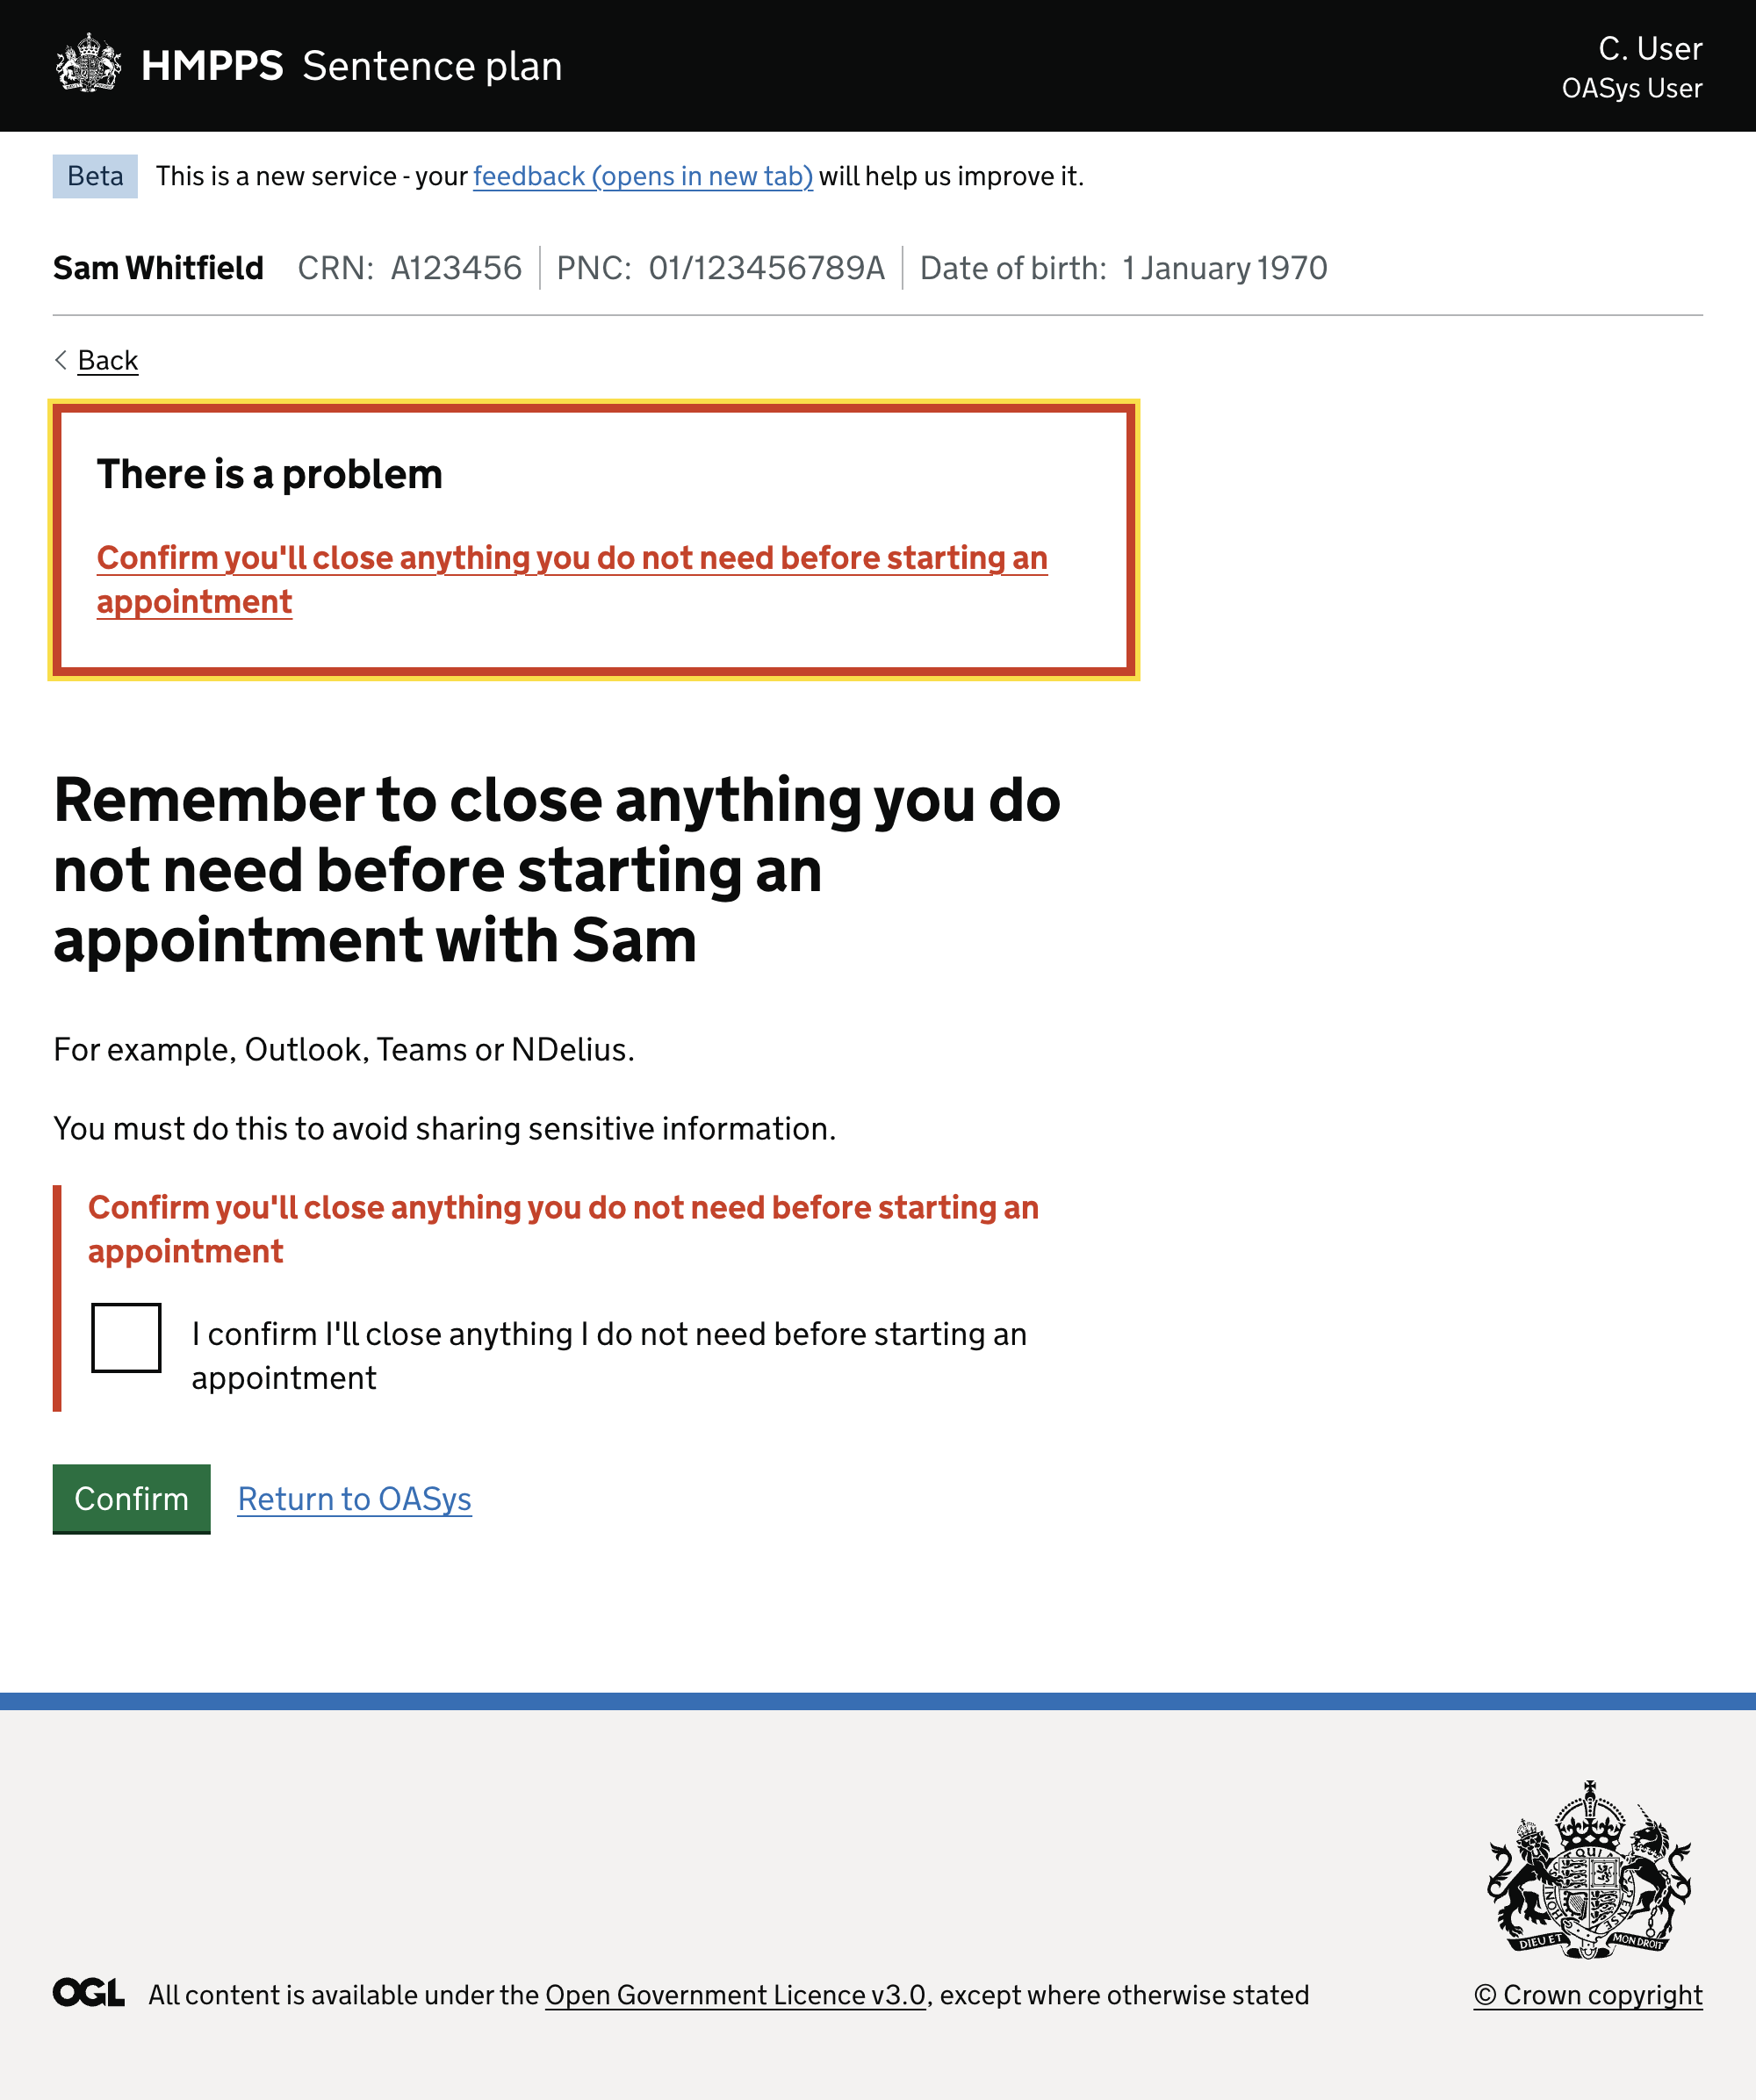 HMPPS Sentence plan
C. User
OASys User
Beta This is a new service - your feedback (opens in new tab) will help us improve it.
Sam Whitfield CRN: A123456 PNC: 01/123456789A Date of birth: 1 January 1970
Back
There is a problem
Confirm you'll close anything you do not need before starting an
appointment
Remember to close anything you do
not need before starting an
appointment with Sam
For example, Outlook, Teams or NDelius.
You must do this to avoid sharing sensitive information.
Confirm you'll close anything you do not need before starting an
appointment
I confirm I'll close anything I do not need before starting an
appointment
Confirm Return to OASys
DIEU ET MON DROIT
OGL All content is available under the Open Government Licence v3.0, except where otherwise stated
© Crown copyright